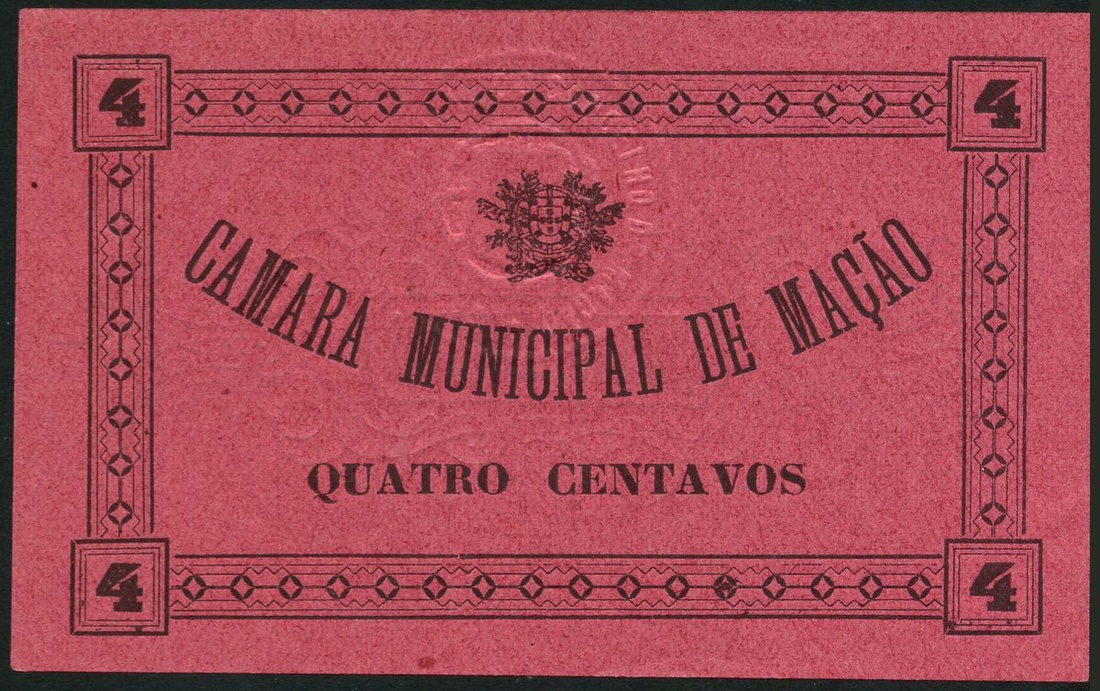 4 4
CAMARA MUNICIPAL DE MAÇÃO
QUATRO CENTAVOS
4 4